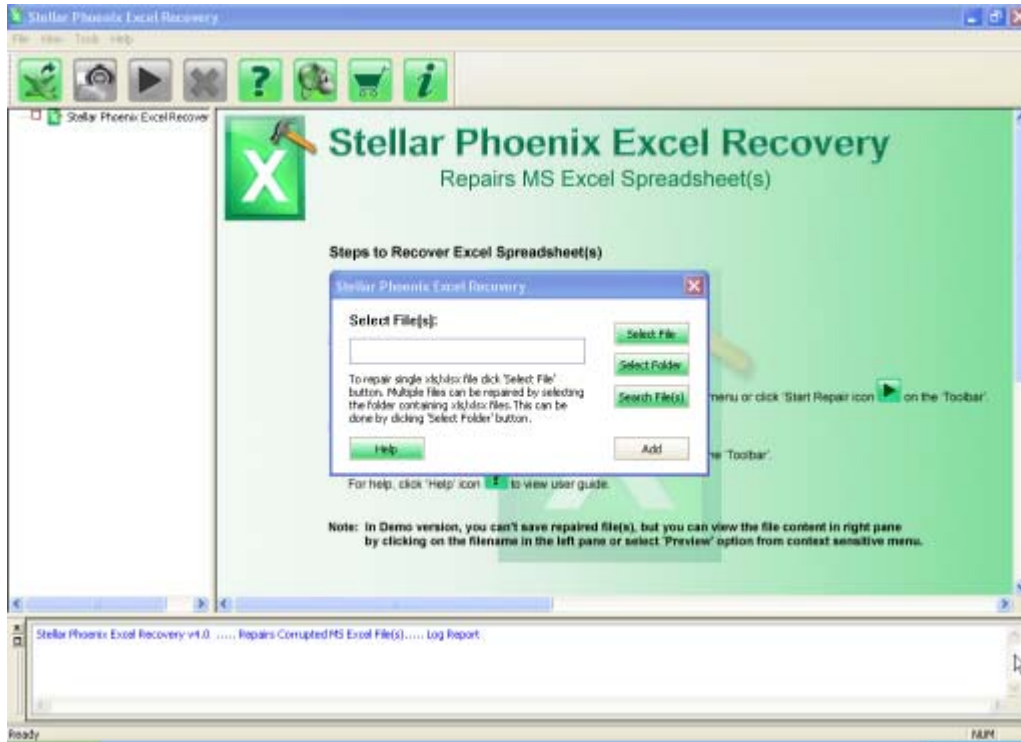 Stellar Phoenix Excel Recovery
File View Tools Help
Stellar Phoenix Excel Recover
Stellar Phoenix Excel Recovery
Repairs MS Excel Spreadsheet(s)
Steps to Recover Excel Spreadsheet(s)
Stellar Phoenix Excel Recovery
Select File[s]:
Select File
Select Folder
Search File(s)
To repair single xls,xlsx file click 'Select File'
button. Multiple files can be repaired by selecting
the folder containing xls,xlsx files. This can be
done by clicking 'Select Folder' button.
Help
Add
menu or click 'Start Repair icon on the 'Toolbar'.
'Toolbar'.
For help, click 'Help' icon to view user guide.
Note: In Demo version, you can't save repaired file(s), but you can view the file content in right pane
by clicking on the filename in the left pane or select 'Preview' option from context sensitive menu.
Stellar Phoenix Excel Recovery v4.0 ..... Repairs Corrupted MS Excel File(s)..... Log Report
Ready
NUM